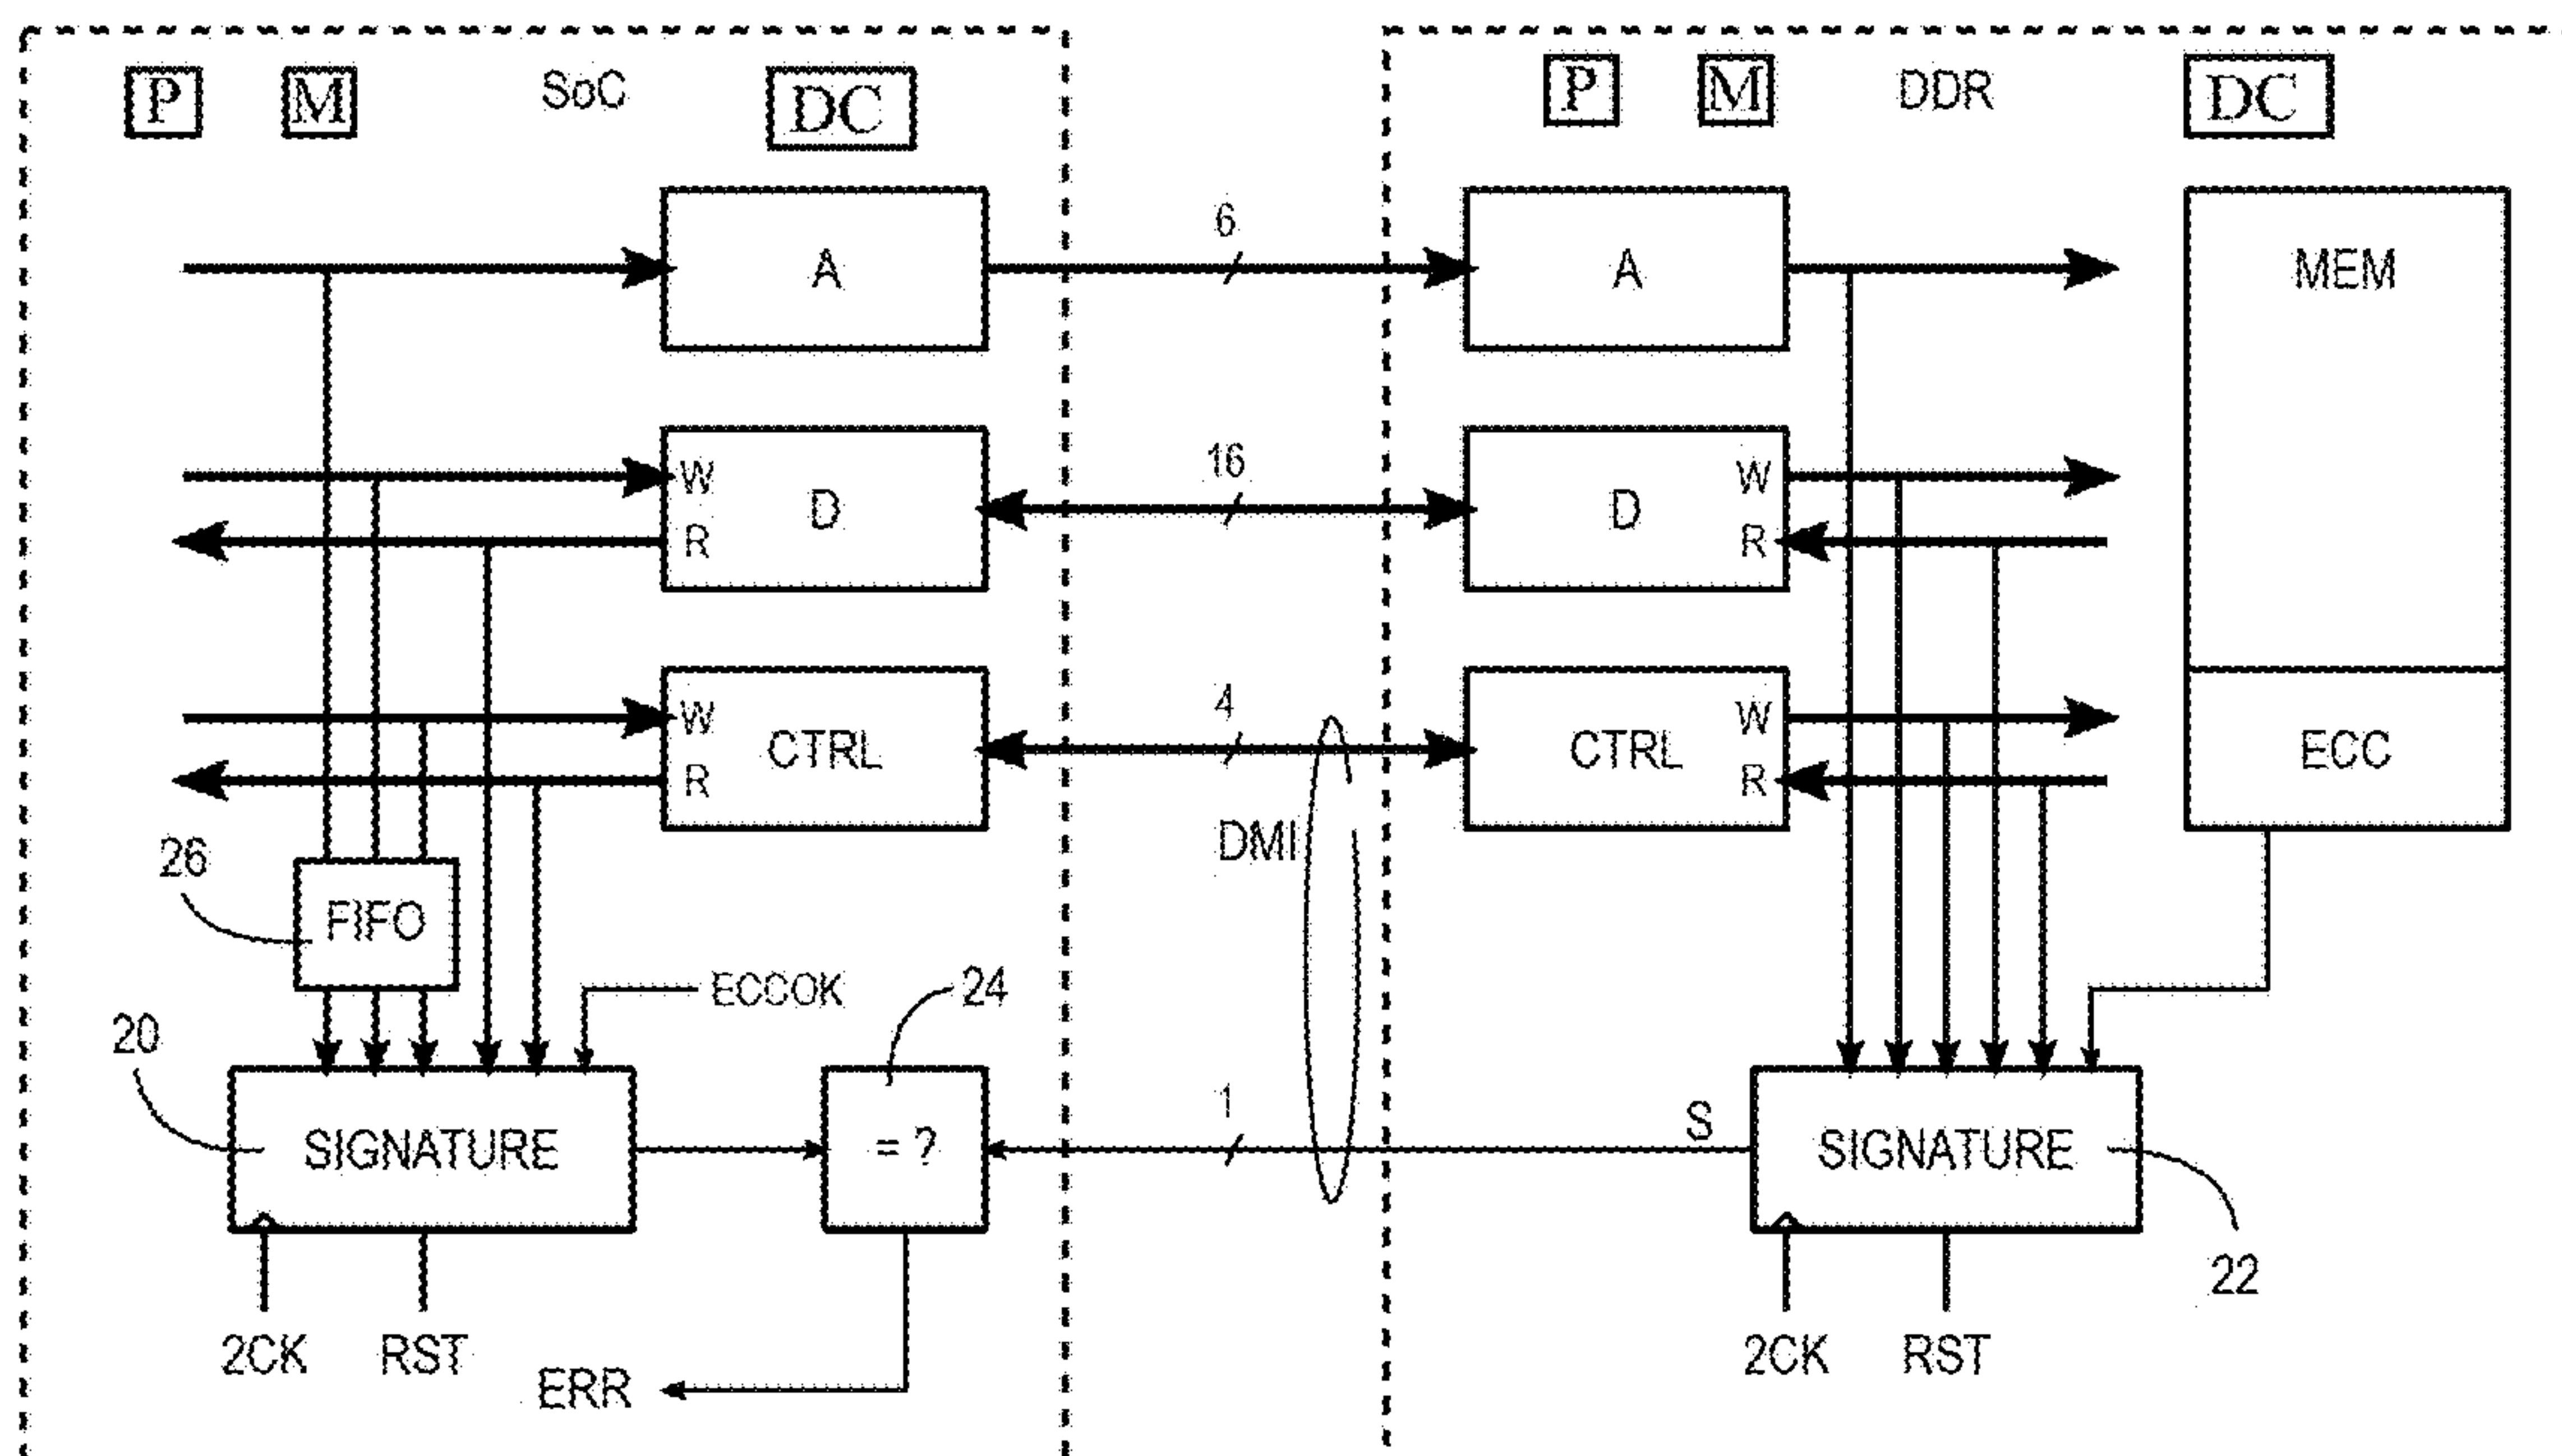 P M SoC DC
P M DDR DC
A
6
A
MEM
W
R
D
16
D
W
R
W
R
CTRL
4
CTRL
W
R
ECC
26
FIFO
DMI
ECCOK
24
20
SIGNATURE
= ?
1
S
SIGNATURE
22
2CK
RST
ERR
2CK
RST